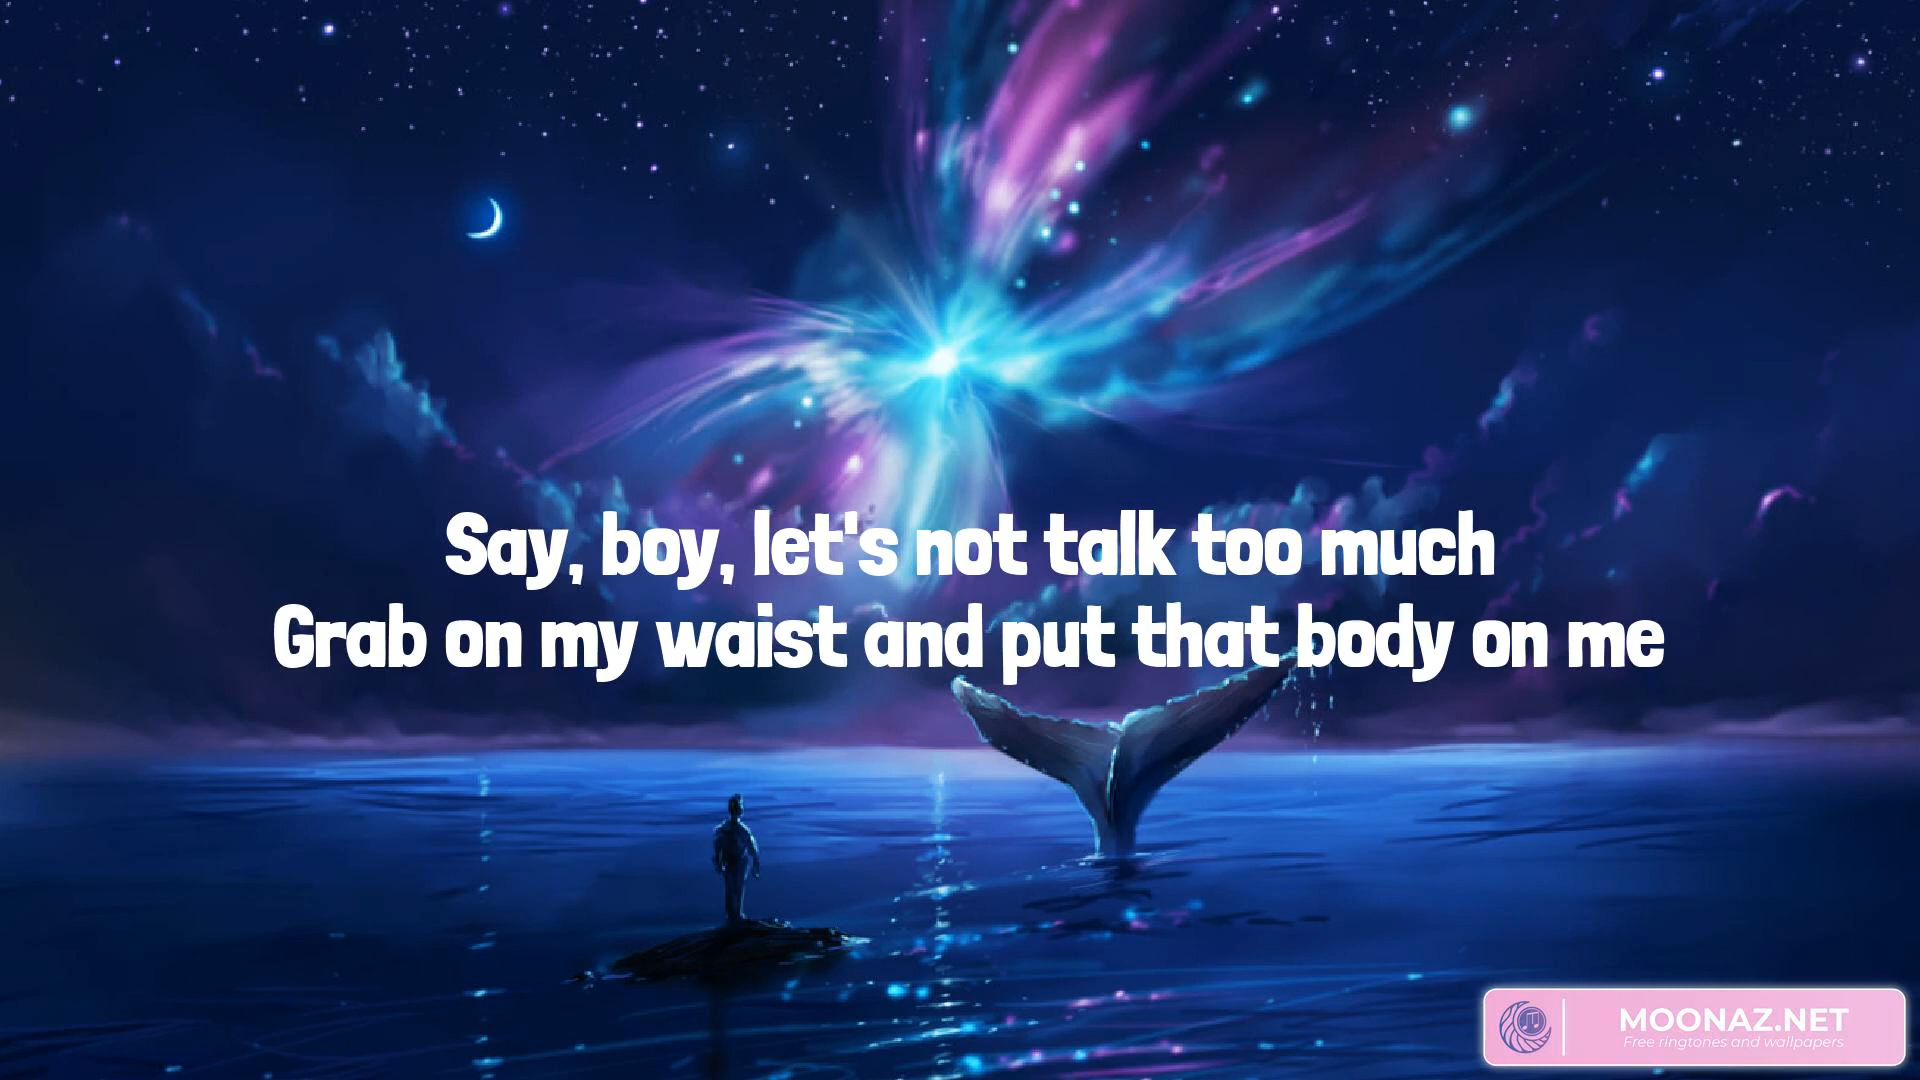 Say, boy, let's not talk too much
Grab on my waist and put that body on me
MOONAZ.NET
Free ringtones and wallpapers